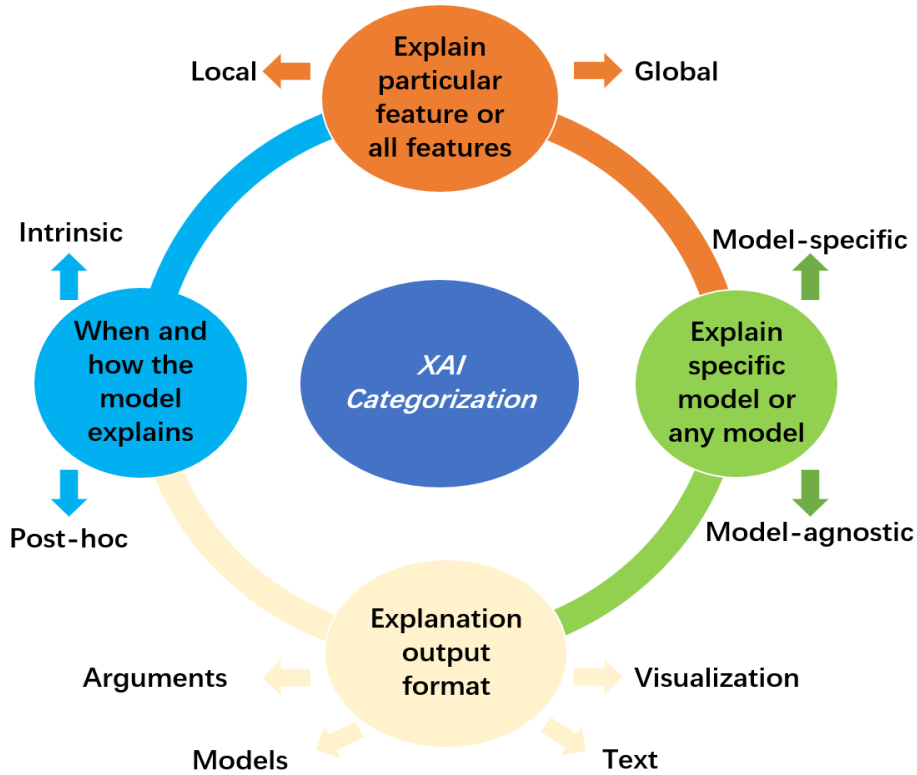 Explain
particular
feature or
all features
Local
Global
Intrinsic
Model-specific
When and
how the
model
explains
XAI
Categorization
Explain
specific
model or
any model
Post-hoc
Model-agnostic
Explanation
output
format
Arguments
Visualization
Models
Text